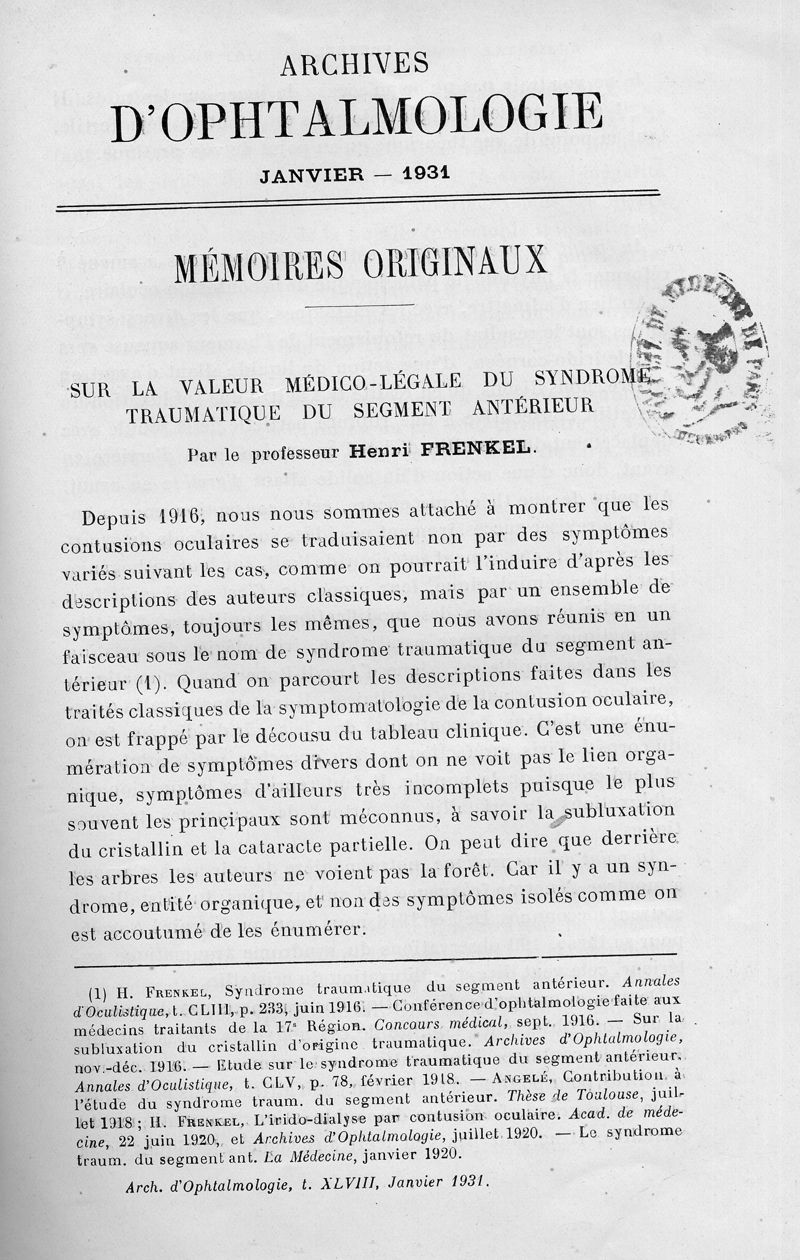 ARCHIVES
D'OPHTALMOLOGIE
JANVIER — 1931
MÉMOIRES ORIGINAUX
SUR LA VALEUR MÉDICO-LÉGALE DU SYNDROME
TRAUMATIQUE DU SEGMENT ANTÉRIEUR
Par le professeur Henri FRENKEL.
DE MÉDECINE DE PARIS
Depuis 1916, nous nous sommes attaché à montrer que les
contusions oculaires se traduisaient non par des symptômes
variés suivant les cas, comme on pourrait l'induire d'après les
descriptions des auteurs classiques, mais par un ensemble de
symptômes, toujours les mêmes, que nous avons réunis en un
faisceau sous le nom de syndrome traumatique du segment an-
térieur (1). Quand on parcourt les descriptions faites dans les
traités classiques de la symptomatologie de la contusion oculaire,
on est frappé par le décousu du tableau clinique. C'est une énu-
mération de symptômes divers dont on ne voit pas le lien orga-
nique, symptômes d'ailleurs très incomplets puisque le plus
souvent les principaux sont méconnus, à savoir la subluxation
du cristallin et la cataracte partielle. On peut dire que derrière
les arbres les auteurs ne voient pas la forêt. Car il y a un syn-
drome, entité organique, et non des symptômes isolés comme on
est accoutumé de les énumérer.
(1) H. FRENKEL, Syndrome traumatique du segment antérieur. Annales
d'Oculistique, t. CLIII, p. 233, juin 1916. — Conférence d'ophtalmologie faite aux
médecins traitants de la 17e Région. Concours médical, sept. 1916. — Sur la
subluxation du cristallin d'origine traumatique. Archives d'Ophtalmologie,
nov.-déc. 1916. — Etude sur le syndrome traumatique du segment antérieur.
Annales d'Oculistique, t. CLV, p. 78, février 1918. — ANGELÉ, Contribution à
l'étude du syndrome traum. du segment antérieur. Thèse de Toulouse, juil-
let 1918; H. FRENKEL, L'irido-dialyse par contusion oculaire. Acad. de méde-
cine, 22 juin 1920, et Archives d'Ophtalmologie, juillet 1920. — Le syndrome
traum. du segment ant. La Médecine, janvier 1920.
Arch. d'Ophtalmologie, t. XLVIII, Janvier 1931.